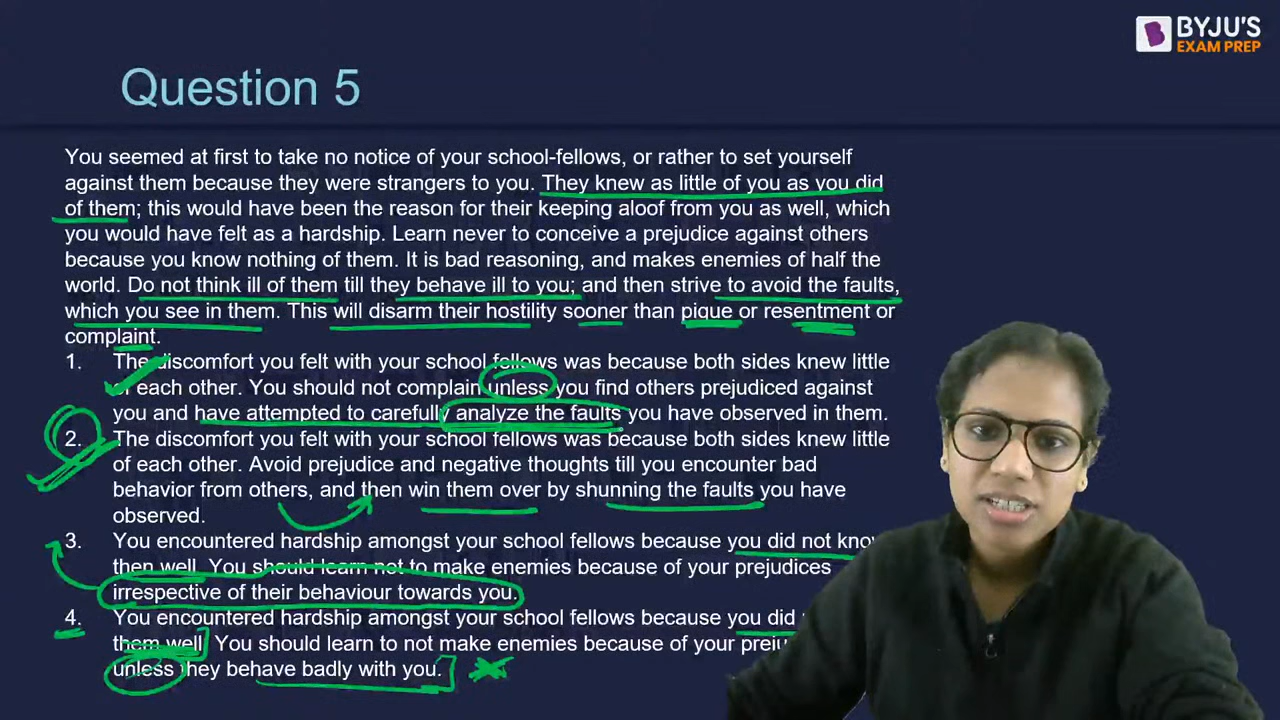 BYJU'S
EXAM PREP
Question 5
You seemed at first to take no notice of your school-fellows, or rather to set yourself
against them because they were strangers to you. They knew as little of you as you did
of them; this would have been the reason for their keeping aloof from you as well, which
you would have felt as a hardship. Learn never to conceive a prejudice against others
because you know nothing of them. It is bad reasoning, and makes enemies of half the
world. Do not think ill of them till they behave ill to you; and then strive to avoid the faults,
which you see in them. This will disarm their hostility sooner than pique or resentment or
complaint.
1. The discomfort you felt with your school fellows was because both sides knew little
of each other. You should not complain unless you find others prejudiced against
you and have attempted to carefully analyze the faults you have observed in them.
2. The discomfort you felt with your school fellows was because both sides knew little
of each other. Avoid prejudice and negative thoughts till you encounter bad
behavior from others, and then win them over by shunning the faults you have
observed.
3. You encountered hardship amongst your school fellows because you did not
then well. You should learn not to make enemies because of your prejudices
irrespective of their behaviour towards you.
4. You encountered hardship amongst your school fellows because you did
them well. You should learn to not make enemies because of your
unless they behave badly with you.